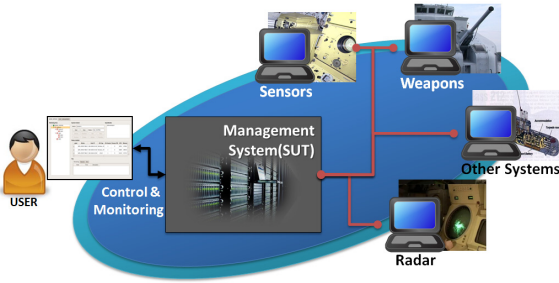 Sensors
Weapons
Management
System(SUT)
Other Systems
USER
Control &
Monitoring
Radar